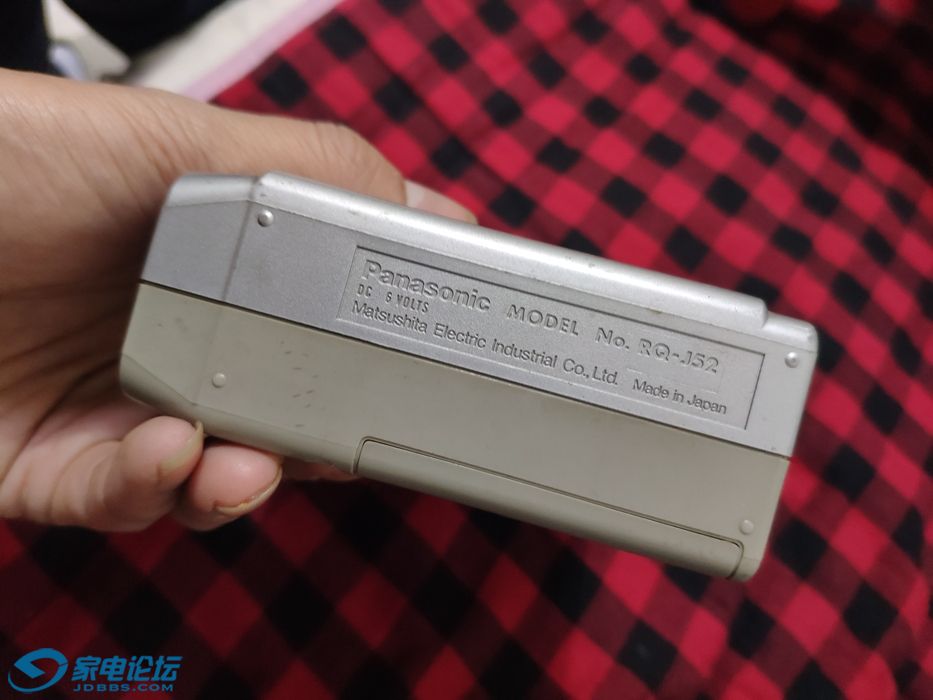 Panasonic MODEL No. RQ-J52
DC 6 VOLTS
Matsushita Electric Industrial Co., Ltd. Made in Japan
家电论坛
JDBBS.COM